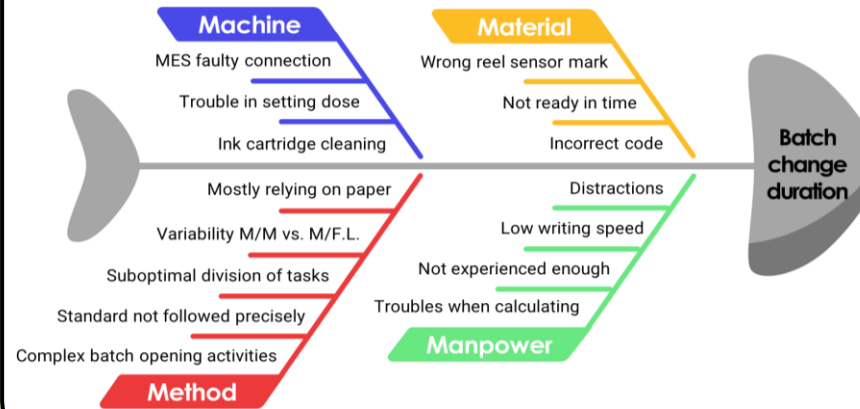 Machine
MES faulty connection
Trouble in setting dose
Ink cartridge cleaning
Material
Wrong reel sensor mark
Not ready in time
Incorrect code
Batch
change
duration
Mostly relying on paper
Variability M/M vs. M/F.L.
Suboptimal division of tasks
Standard not followed precisely
Complex batch opening activities
Method
Distractions
Low writing speed
Not experienced enough
Troubles when calculating
Manpower